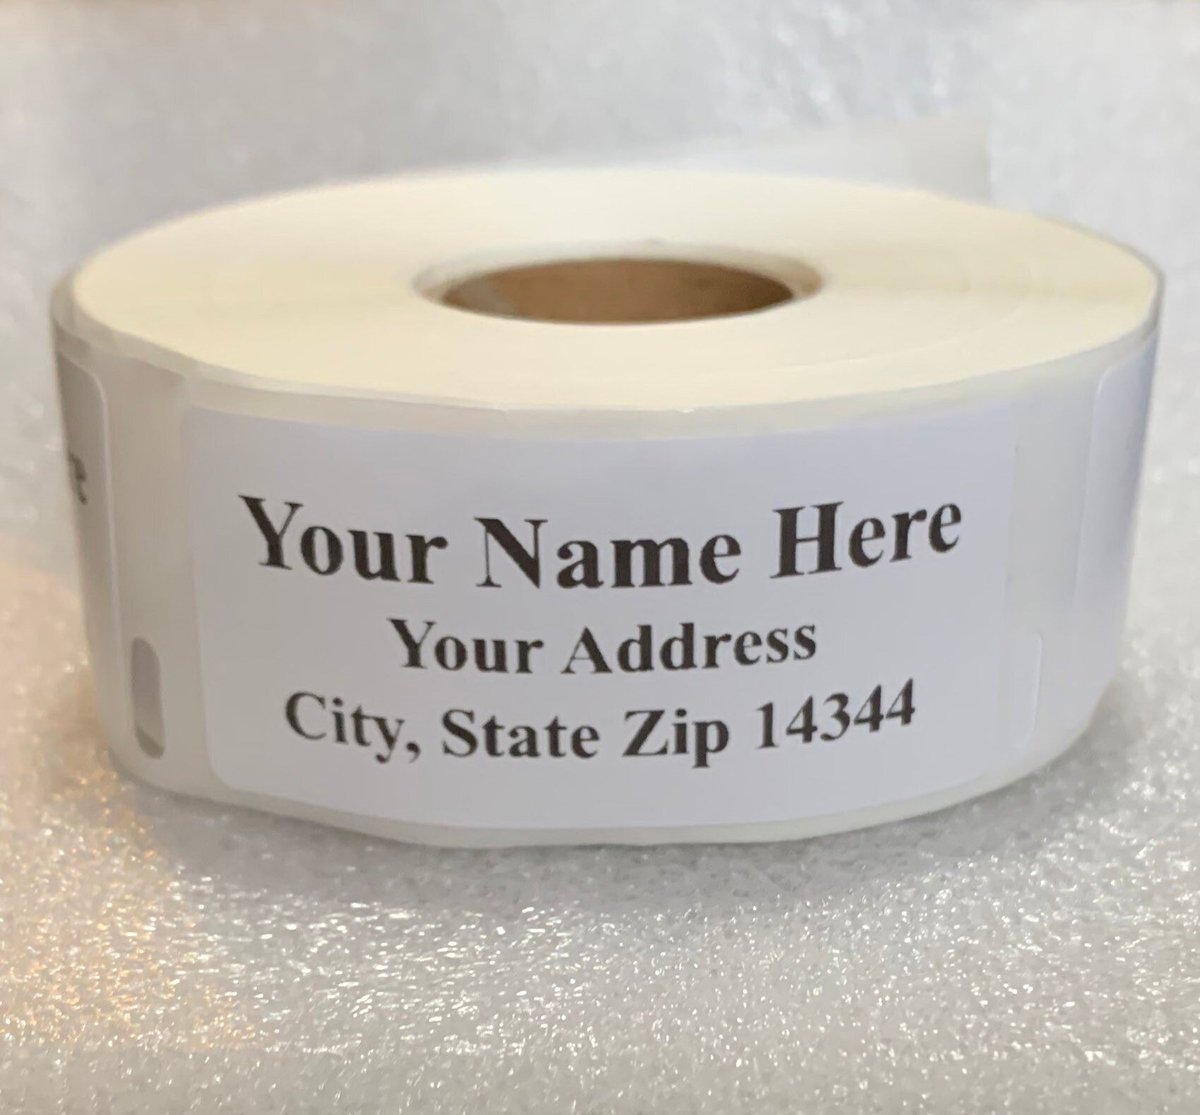 Your Name Here
Your Address
City, State Zip 14344